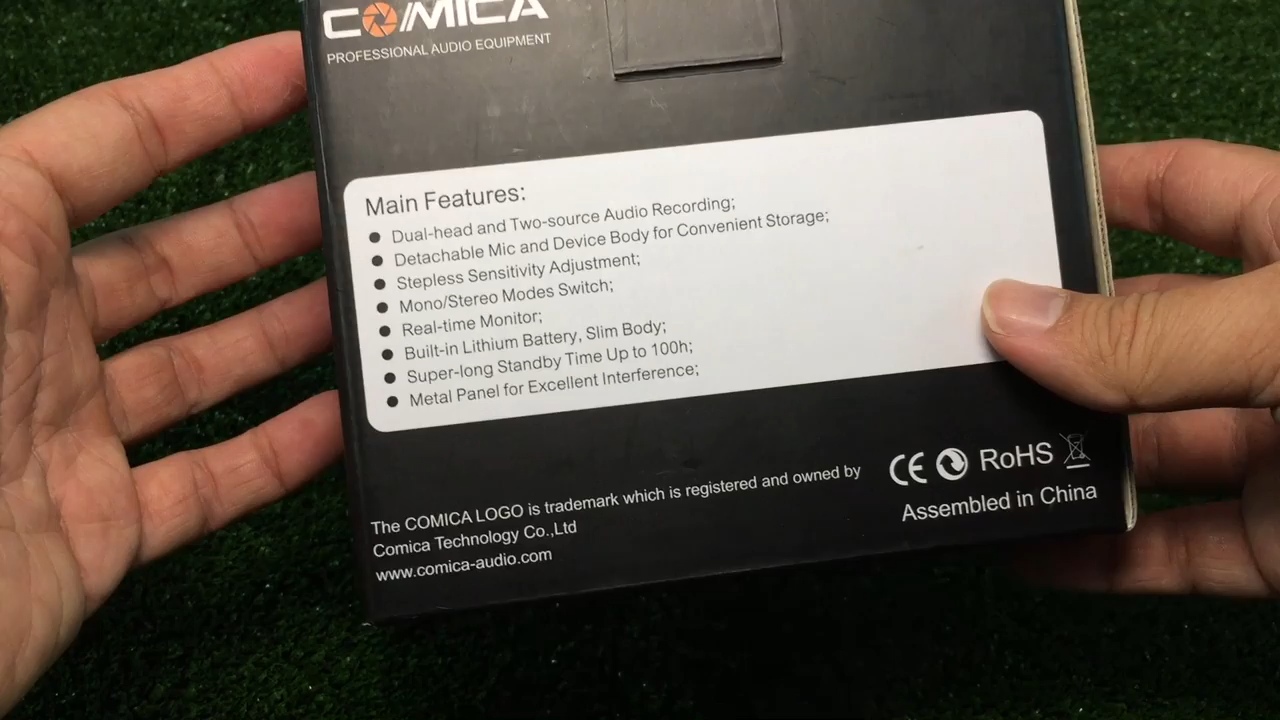 COMICA
PROFESSIONAL AUDIO EQUIPMENT
Main Features:
● Dual-head and Two-source Audio Recording;
● Detachable Mic and Device Body for Convenient Storage;
● Stepless Sensitivity Adjustment;
● Mono/Stereo Modes Switch;
● Real-time Monitor;
● Built-in Lithium Battery, Slim Body;
● Super-long Standby Time Up to 100h;
● Metal Panel for Excellent Interference;
The COMICA LOGO is trademark which is registered and owned by
Comica Technology Co.,Ltd
www.comica-audio.com
CE RoHS
Assembled in China